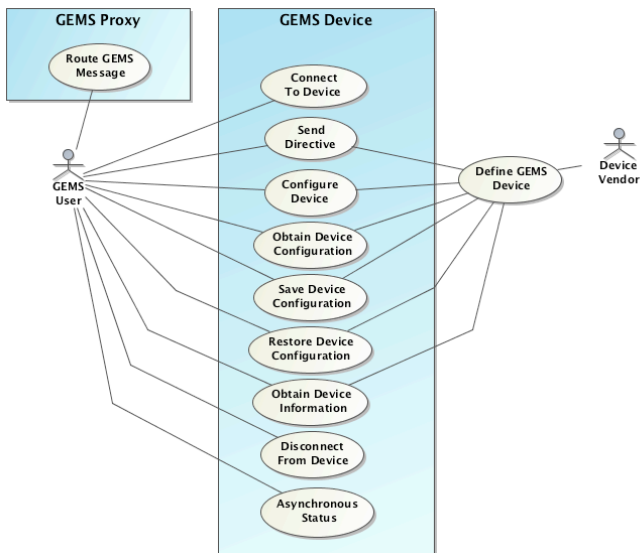 GEMS Proxy
GEMS Device
Route GEMS
Message
Connect
To Device
Send
Directive
GEMS
User
Define GEMS
Device
Device
Vendor
Configure
Device
Obtain Device
Configuration
Save Device
Configuration
Restore Device
Configuration
Obtain Device
Information
Disconnect
From Device
Asynchronous
Status